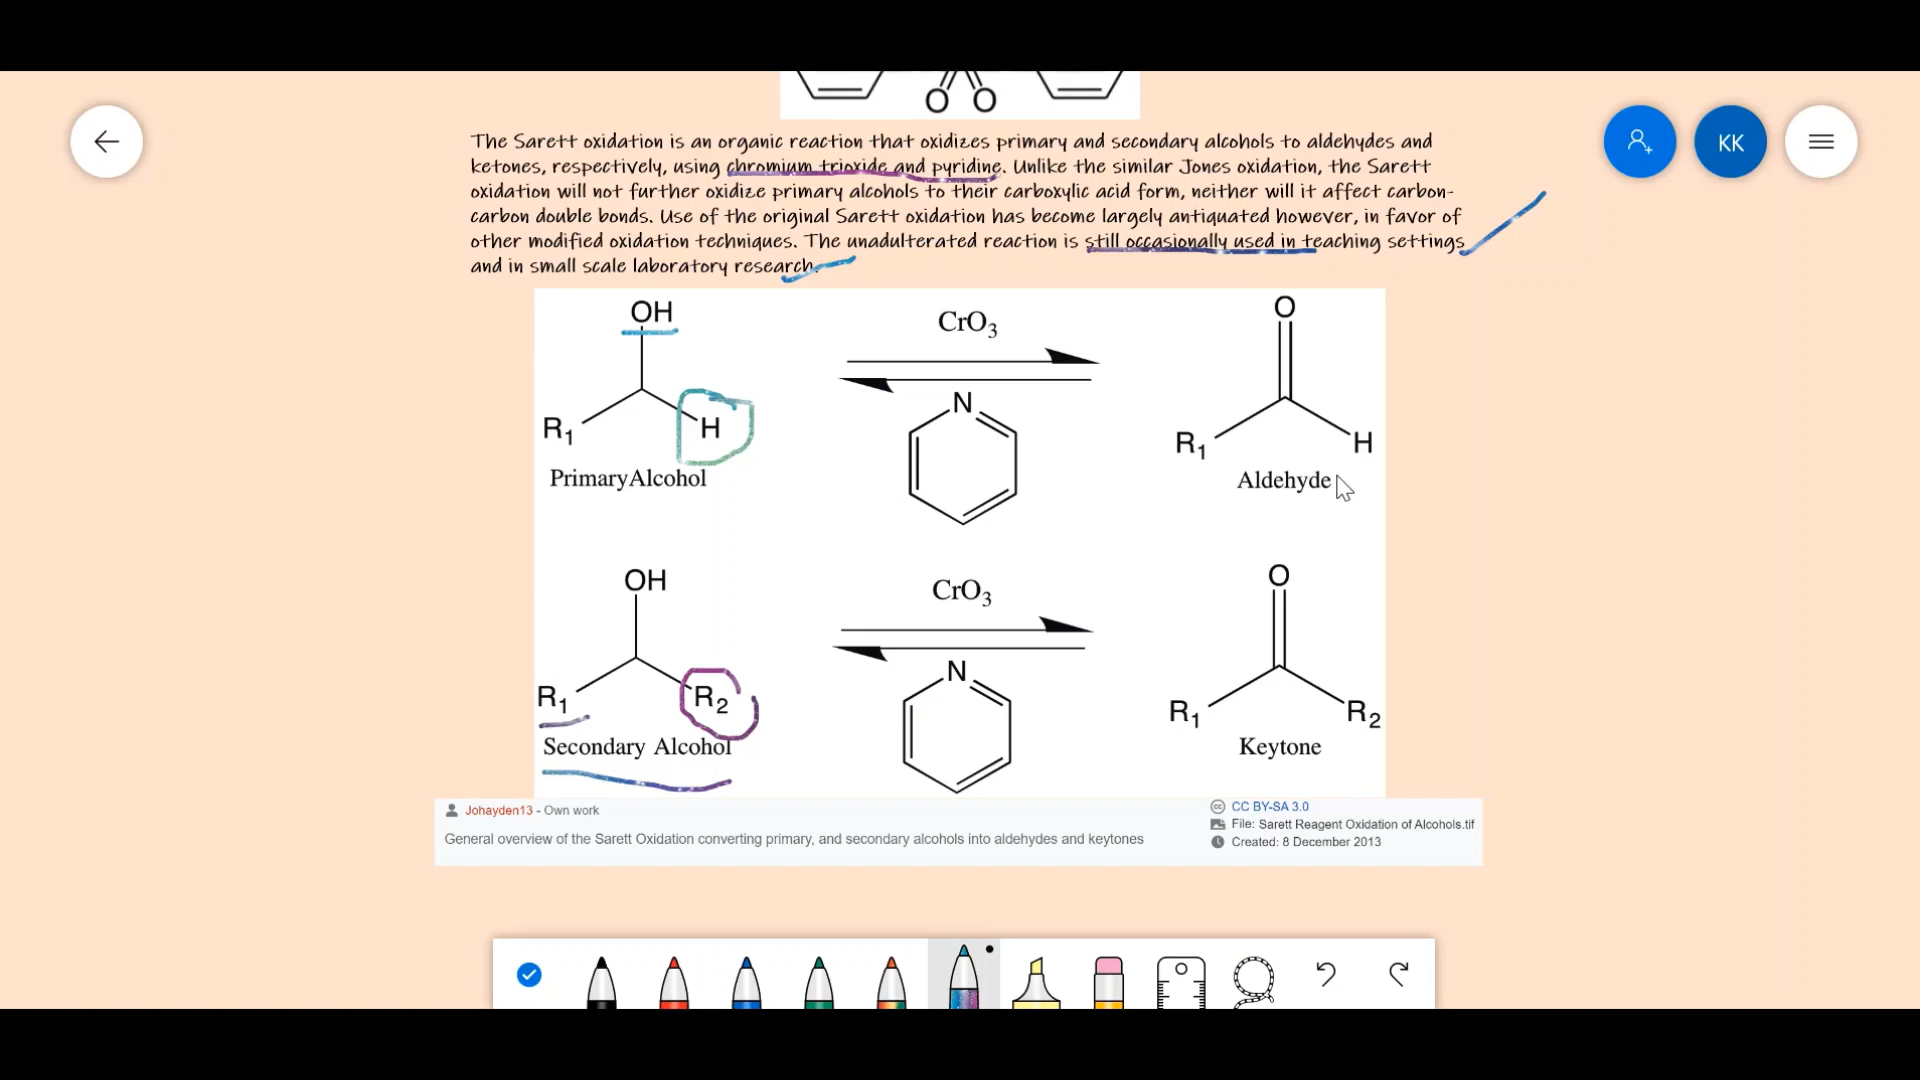 O O
KK
The Sarett oxidation is an organic reaction that oxidizes primary and secondary alcohols to aldehydes and
ketones, respectively, using chromium trioxide and pyridine. Unlike the similar Jones oxidation, the Sarett
oxidation will not further oxidize primary alcohols to their carboxylic acid form, neither will it affect carbon-
carbon double bonds. Use of the original Sarett oxidation has become largely antiquated however, in favor of
other modified oxidation techniques. The unadulterated reaction is still occasionally used in teaching settings
and in small scale laboratory research.
OH
CrO3
O
N
R1
H
R1
H
PrimaryAlcohol
Aldehyde
OH
CrO3
O
N
R1
R2
R1
R2
Secondary Alcohol
Keytone
Johayden13 - Own work
CC BY-SA 3.0
File: Sarett Reagent Oxidation of Alcohols.tif
General overview of the Sarett Oxidation converting primary, and secondary alcohols into aldehydes and keytones
Created: 8 December 2013